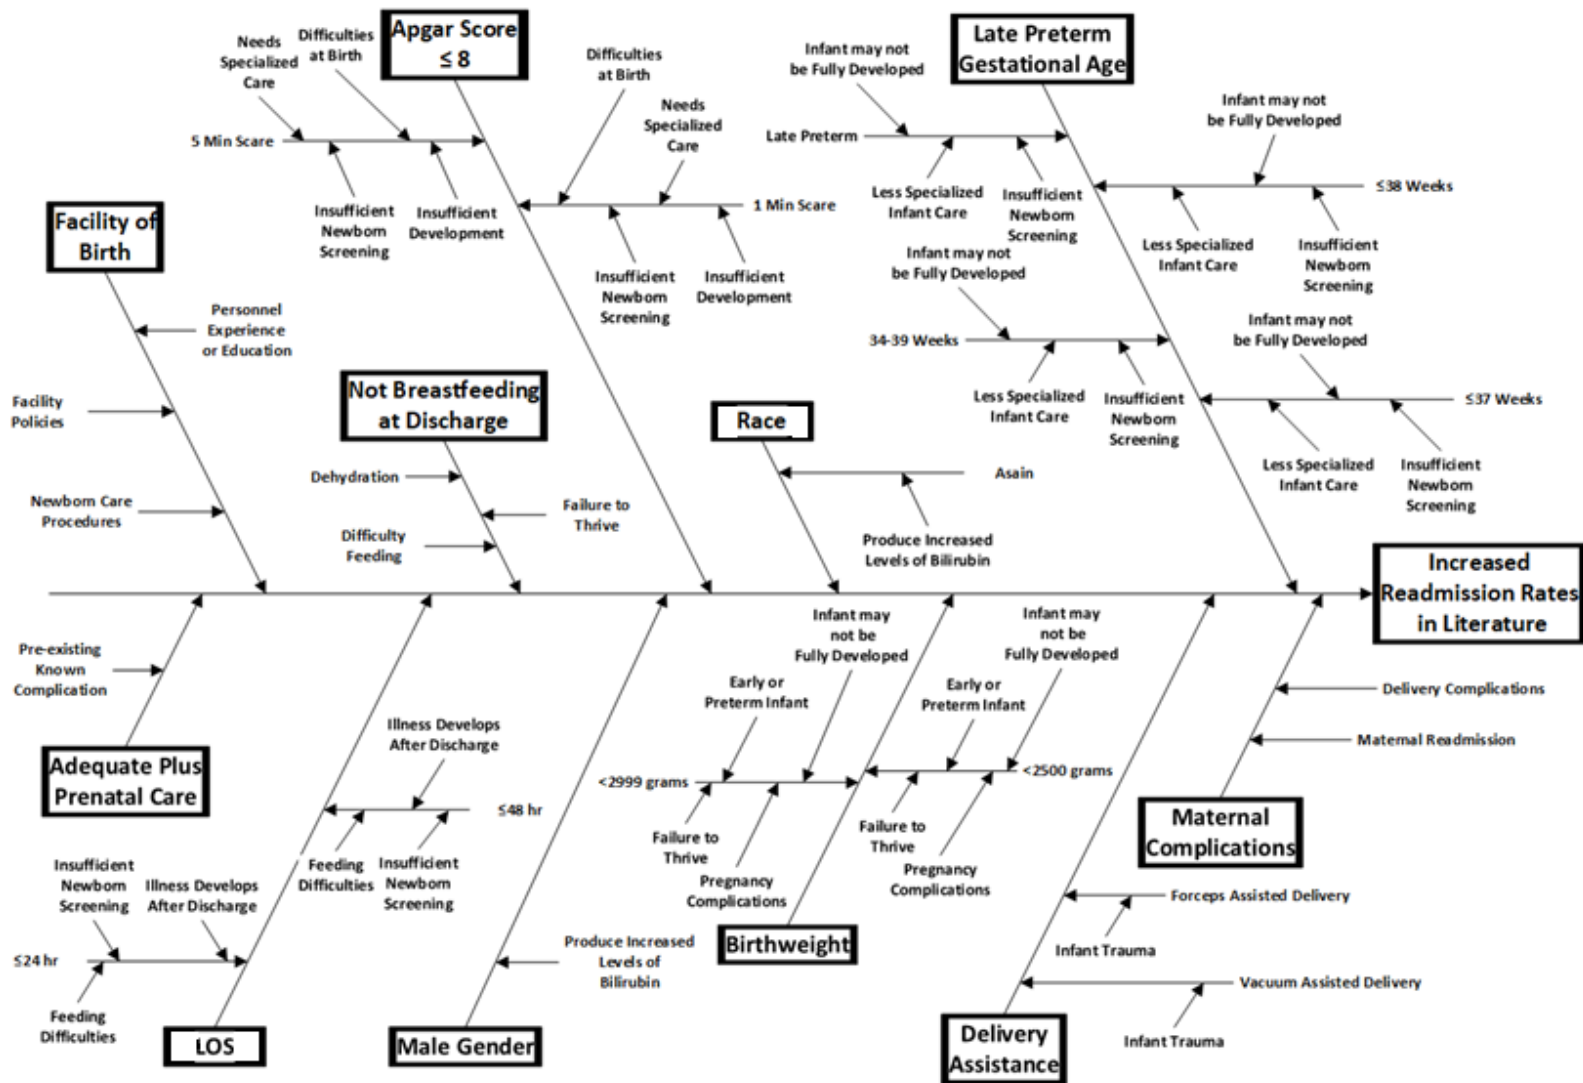 Apgar Score
≤ 8
Needs
Specialized
Care
Difficulties
at Birth
5 Min Scare
Insufficient
Newborn
Screening
Insufficient
Development
Difficulties
at Birth
Needs
Specialized
Care
1 Min Scare
Insufficient
Newborn
Screening
Insufficient
Development
Late Preterm
Gestational Age
Infant may not
be Fully Developed
Late Preterm
Less Specialized
Infant Care
Insufficient
Newborn
Screening
Infant may not
be Fully Developed
≤38 Weeks
Less Specialized
Infant Care
Insufficient
Newborn
Screening
Infant may not
be Fully Developed
34-39 Weeks
Less Specialized
Infant Care
Insufficient
Newborn
Screening
Infant may not
be Fully Developed
≤37 Weeks
Less Specialized
Infant Care
Insufficient
Newborn
Screening
Facility of
Birth
Personnel
Experience
or Education
Facility
Policies
Newborn Care
Procedures
Not Breastfeeding
at Discharge
Dehydration
Failure to
Thrive
Difficulty
Feeding
Race
Asain
Produce Increased
Levels of Bilirubin
Increased
Readmission Rates
in Literature
Pre-existing
Known
Complication
Adequate Plus
Prenatal Care
Illness Develops
After Discharge
≤48 hr
Feeding
Difficulties
Insufficient
Newborn
Screening
Insufficient
Newborn
Screening
Illness Develops
After Discharge
≤24 hr
Feeding
Difficulties
LOS
Produce Increased
Levels of
Bilirubin
Male Gender
Infant may
not be
Fully Developed
Early or
Preterm Infant
<2999 grams
Failure to
Thrive
Pregnancy
Complications
Infant may
not be
Fully Developed
Early or
Preterm Infant
<2500 grams
Failure to
Thrive
Pregnancy
Complications
Birthweight
Delivery Complications
Maternal Readmission
Maternal
Complications
Forceps Assisted Delivery
Infant Trauma
Vacuum Assisted Delivery
Infant Trauma
Delivery
Assistance